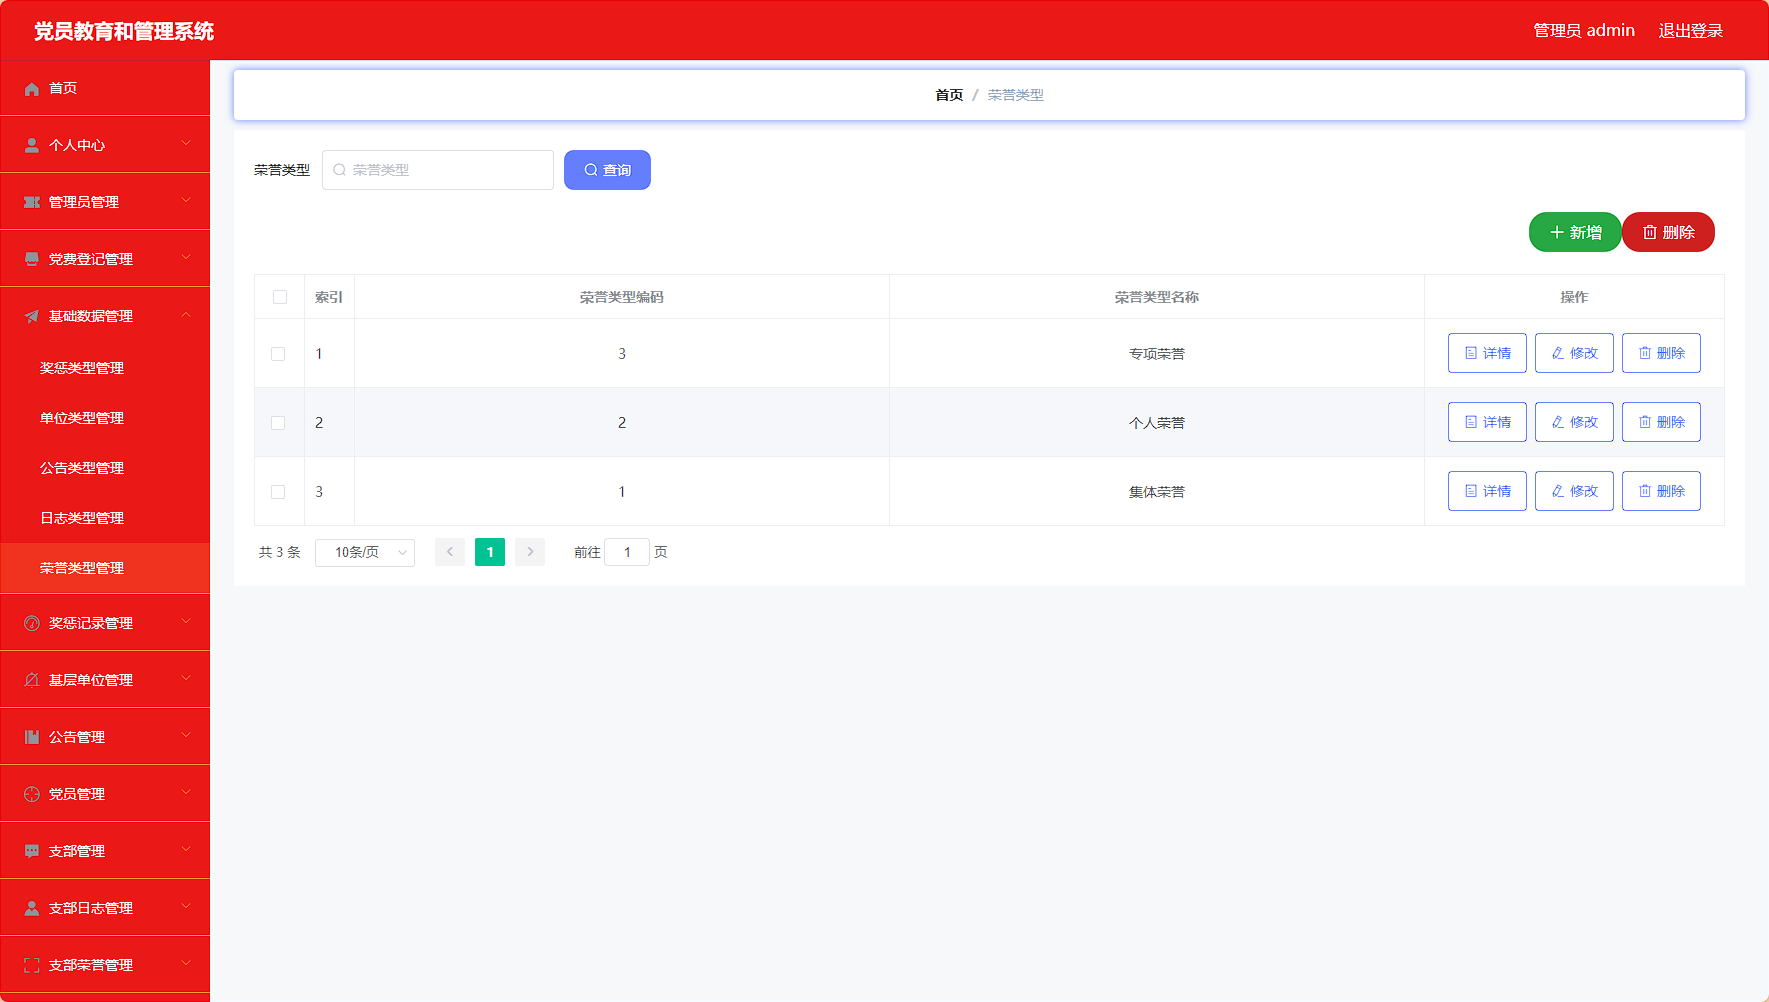 党员教育和管理系统
管理员 admin 退出登录
首页
个人中心
管理员管理
党费登记管理
基础数据管理
奖惩类型管理
单位类型管理
公告类型管理
日志类型管理
荣誉类型管理
奖惩记录管理
基层单位管理
公告管理
党员管理
支部管理
支部日志管理
支部荣誉管理
首页 / 荣誉类型
荣誉类型 荣誉类型 查询
新增 删除
索引 荣誉类型编码 荣誉类型名称 操作
1 3 专项荣誉 详情 修改 删除
2 2 个人荣誉 详情 修改 删除
3 1 集体荣誉 详情 修改 删除
共 3 条 10条/页 1 前往 1 页